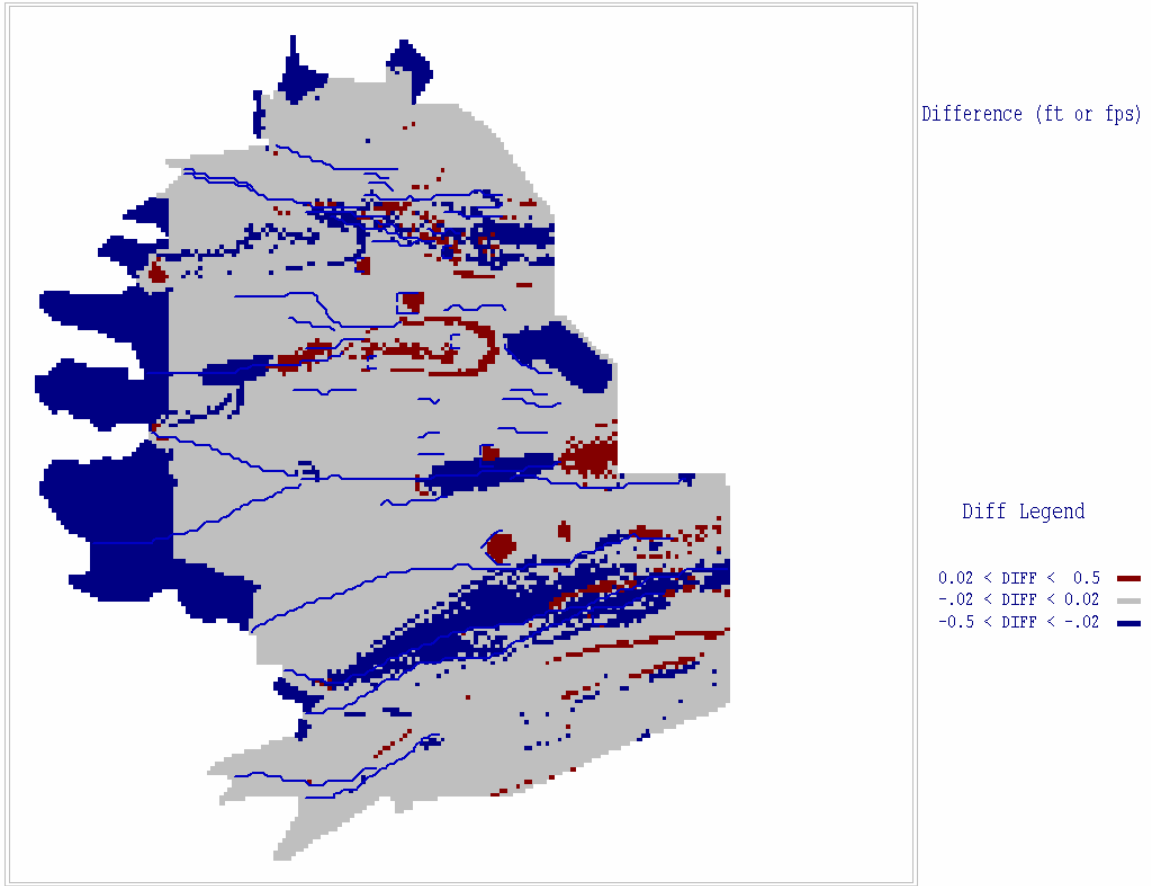 Difference (ft or fps)
Diff Legend
0.02 < DIFF < 0.5
-.02 < DIFF < 0.02
-0.5 < DIFF < -.02